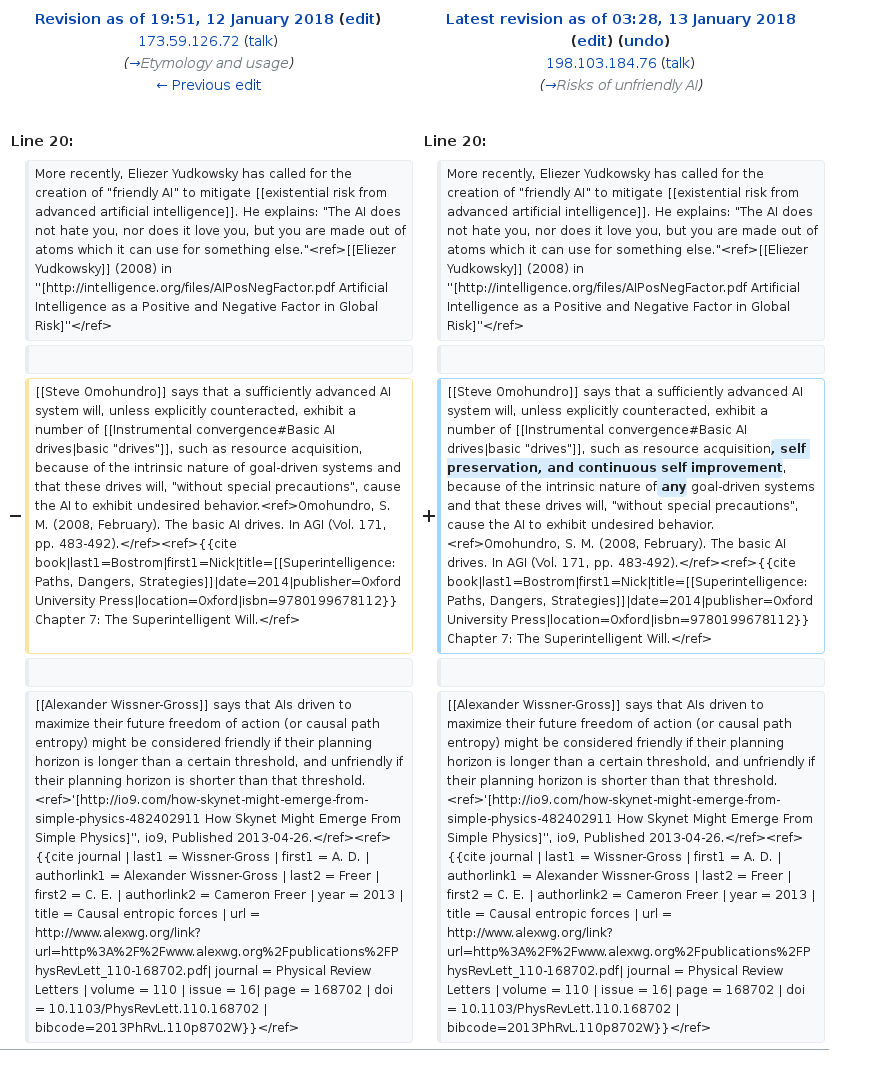 Revision as of 19:51, 12 January 2018 (edit)
173.59.126.72 (talk)
(→Etymology and usage)
← Previous edit
Latest revision as of 03:28, 13 January 2018
(edit) (undo)
198.103.184.76 (talk)
(→Risks of unfriendly AI)
Line 20:
Line 20:
More recently, Eliezer Yudkowsky has called for the
creation of "friendly AI" to mitigate [[existential risk from
advanced artificial intelligence]]. He explains: "The AI does
not hate you, nor does it love you, but you are made out of
atoms which it can use for something else."<ref>[[Eliezer
Yudkowsky]] (2008) in
''[http://intelligence.org/files/AIPosNegFactor.pdf Artificial
Intelligence as a Positive and Negative Factor in Global
Risk]''</ref>
More recently, Eliezer Yudkowsky has called for the
creation of "friendly AI" to mitigate [[existential risk from
advanced artificial intelligence]]. He explains: "The AI does
not hate you, nor does it love you, but you are made out of
atoms which it can use for something else."<ref>[[Eliezer
Yudkowsky]] (2008) in
''[http://intelligence.org/files/AIPosNegFactor.pdf Artificial
Intelligence as a Positive and Negative Factor in Global
Risk]''</ref>
−
[[Steve Omohundro]] says that a sufficiently advanced AI
system will, unless explicitly counteracted, exhibit a
number of [[Instrumental convergence#Basic AI
drives|basic "drives"]], such as resource acquisition,
because of the intrinsic nature of goal-driven systems and
that these drives will, "without special precautions", cause
the AI to exhibit undesired behavior.<ref>Omohundro, S.
M. (2008, February). The basic AI drives. In AGI (Vol. 171,
pp. 483-492).</ref><ref>{{cite
book|last1=Bostrom|first1=Nick|title=[[Superintelligence:
Paths, Dangers, Strategies]]|date=2014|publisher=Oxford
University Press|location=Oxford|isbn=9780199678112}}
Chapter 7: The Superintelligent Will.</ref>
+
[[Steve Omohundro]] says that a sufficiently advanced AI
system will, unless explicitly counteracted, exhibit a
number of [[Instrumental convergence#Basic AI
drives|basic "drives"]], such as resource acquisition, self
preservation, and continuous self improvement,
because of the intrinsic nature of any goal-driven systems
and that these drives will, "without special precautions",
cause the AI to exhibit undesired behavior.
<ref>Omohundro, S. M. (2008, February). The basic AI
drives. In AGI (Vol. 171, pp. 483-492).</ref><ref>{{cite
book|last1=Bostrom|first1=Nick|title=[[Superintelligence:
Paths, Dangers, Strategies]]|date=2014|publisher=Oxford
University Press|location=Oxford|isbn=9780199678112}}
Chapter 7: The Superintelligent Will.</ref>
[[Alexander Wissner-Gross]] says that AIs driven to
maximize their future freedom of action (or causal path
entropy) might be considered friendly if their planning
horizon is longer than a certain threshold, and unfriendly if
their planning horizon is shorter than that threshold.
<ref>'[http://io9.com/how-skynet-might-emerge-from-
simple-physics-482402911 How Skynet Might Emerge From
Simple Physics]'', io9, Published 2013-04-26.</ref><ref>
{{cite journal | last1 = Wissner-Gross | first1 = A. D. |
authorlink1 = Alexander Wissner-Gross | last2 = Freer |
first2 = C. E. | authorlink2 = Cameron Freer | year = 2013 |
title = Causal entropic forces | url =
http://www.alexwg.org/link?
url=http%3A%2F%2Fwww.alexwg.org%2Fpublications%2FP
hysRevLett_110-168702.pdf| journal = Physical Review
Letters | volume = 110 | issue = 16| page = 168702 | doi
= 10.1103/PhysRevLett.110.168702 |
bibcode=2013PhRvL.110p8702W}}</ref>
[[Alexander Wissner-Gross]] says that AIs driven to
maximize their future freedom of action (or causal path
entropy) might be considered friendly if their planning
horizon is longer than a certain threshold, and unfriendly if
their planning horizon is shorter than that threshold.
<ref>'[http://io9.com/how-skynet-might-emerge-from-
simple-physics-482402911 How Skynet Might Emerge From
Simple Physics]'', io9, Published 2013-04-26.</ref><ref>
{{cite journal | last1 = Wissner-Gross | first1 = A. D. |
authorlink1 = Alexander Wissner-Gross | last2 = Freer |
first2 = C. E. | authorlink2 = Cameron Freer | year = 2013 |
title = Causal entropic forces | url =
http://www.alexwg.org/link?
url=http%3A%2F%2Fwww.alexwg.org%2Fpublications%2FP
hysRevLett_110-168702.pdf| journal = Physical Review
Letters | volume = 110 | issue = 16| page = 168702 | doi
= 10.1103/PhysRevLett.110.168702 |
bibcode=2013PhRvL.110p8702W}}</ref>